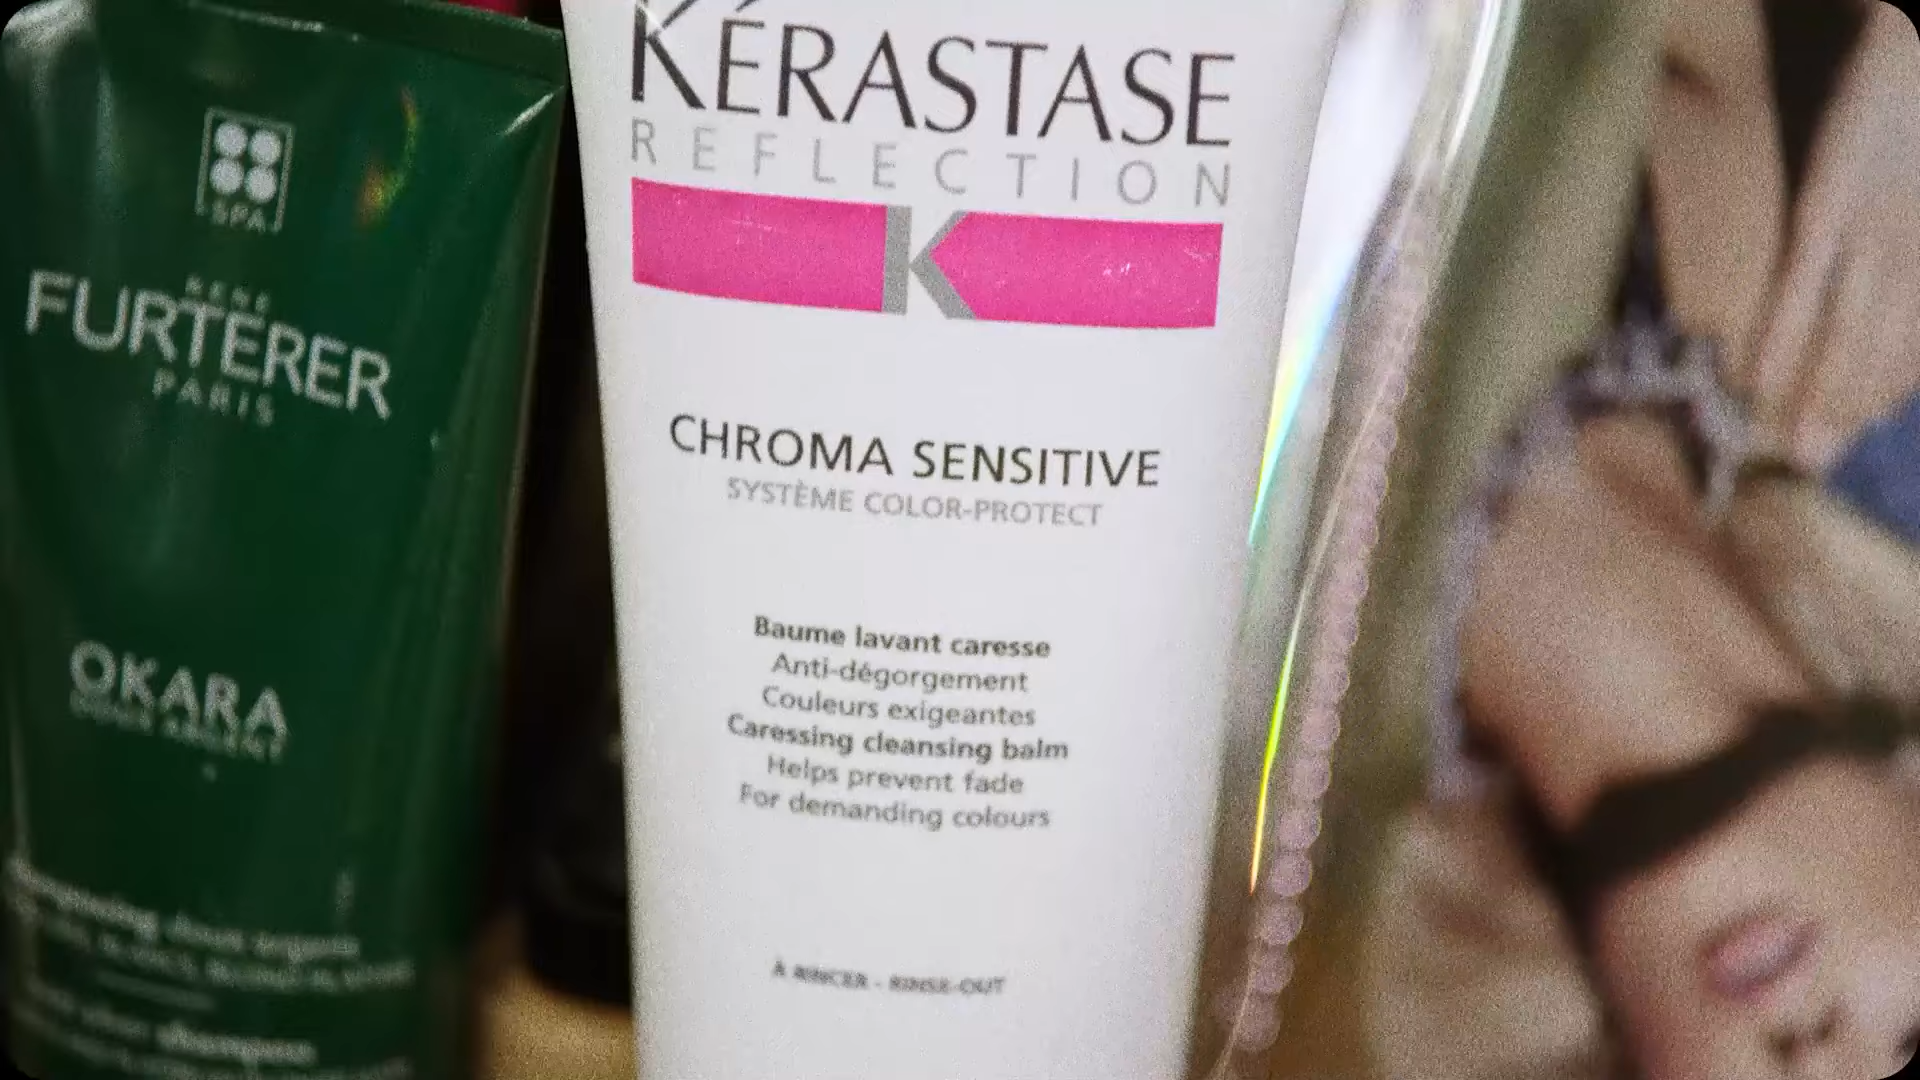 SPA
RENE
FURTERER
PARIS
OKARA
KÉRASTASE
REFLECTION
K
CHROMA SENSITIVE
SYSTÈME COLOR-PROTECT
Baume lavant caresse
Anti-dégorgement
Couleurs exigeantes
Caressing cleansing balm
Helps prevent fade
For demanding colours
À RINCER - RINSE-OUT